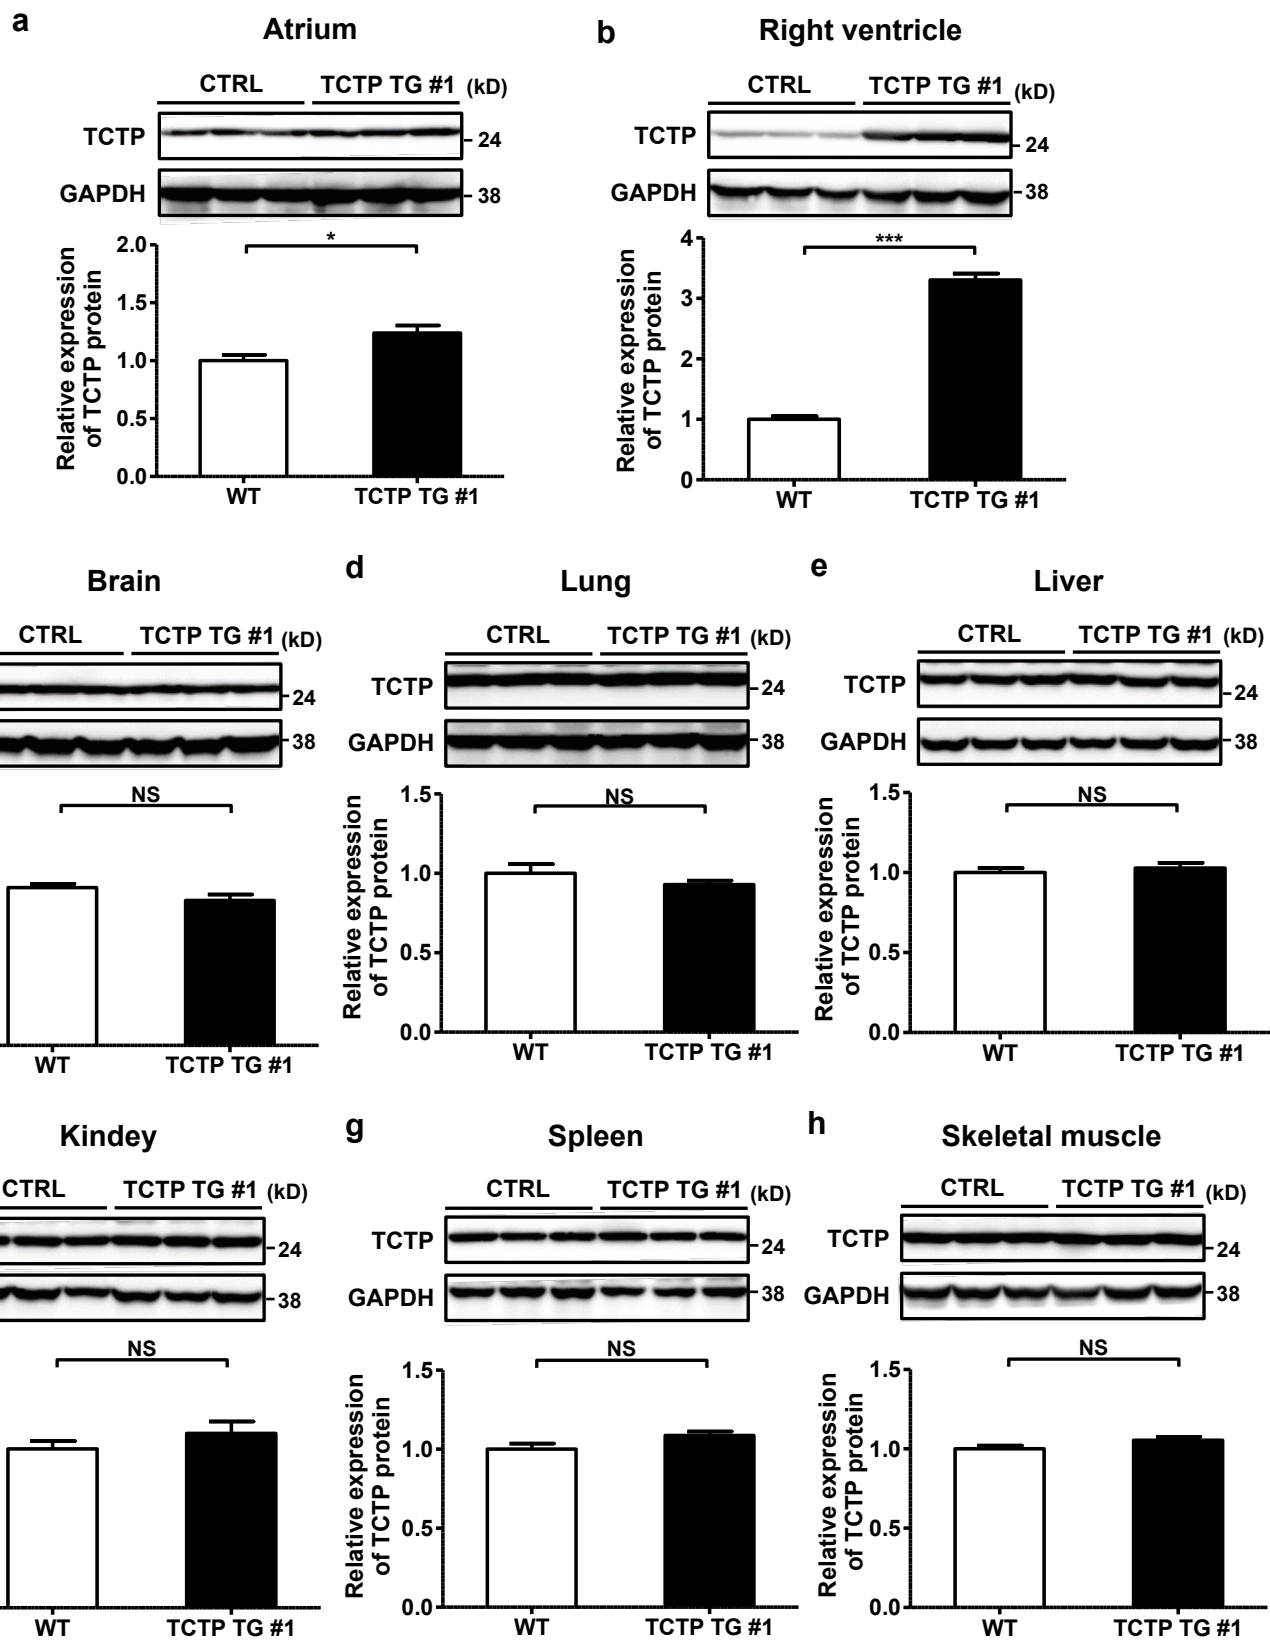 a
Atrium
CTRL
TCTP TG #1
(kD)
TCTP
24
GAPDH
38
*
2.0
1.5
1.0
0.5
0.0
Relative expression
of TCTP protein
WT
TCTP TG #1
b
Right ventricle
CTRL
TCTP TG #1
(kD)
TCTP
24
GAPDH
38
***
4
3
2
1
0
Relative expression
of TCTP protein
WT
TCTP TG #1
Brain
CTRL
TCTP TG #1
(kD)
24
38
NS
WT
TCTP TG #1
d
Lung
CTRL
TCTP TG #1
(kD)
TCTP
24
GAPDH
38
NS
1.5
1.0
0.5
0.0
Relative expression
of TCTP protein
WT
TCTP TG #1
e
Liver
CTRL
TCTP TG #1
(kD)
TCTP
24
GAPDH
38
NS
1.5
1.0
0.5
0.0
Relative expression
of TCTP protein
WT
TCTP TG #1
Kindey
CTRL
TCTP TG #1
(kD)
24
38
NS
WT
TCTP TG #1
g
Spleen
CTRL
TCTP TG #1
(kD)
TCTP
24
GAPDH
38
NS
1.5
1.0
0.5
0.0
Relative expression
of TCTP protein
WT
TCTP TG #1
h
Skeletal muscle
CTRL
TCTP TG #1
(kD)
TCTP
24
GAPDH
38
NS
1.5
1.0
0.5
0.0
Relative expression
of TCTP protein
WT
TCTP TG #1